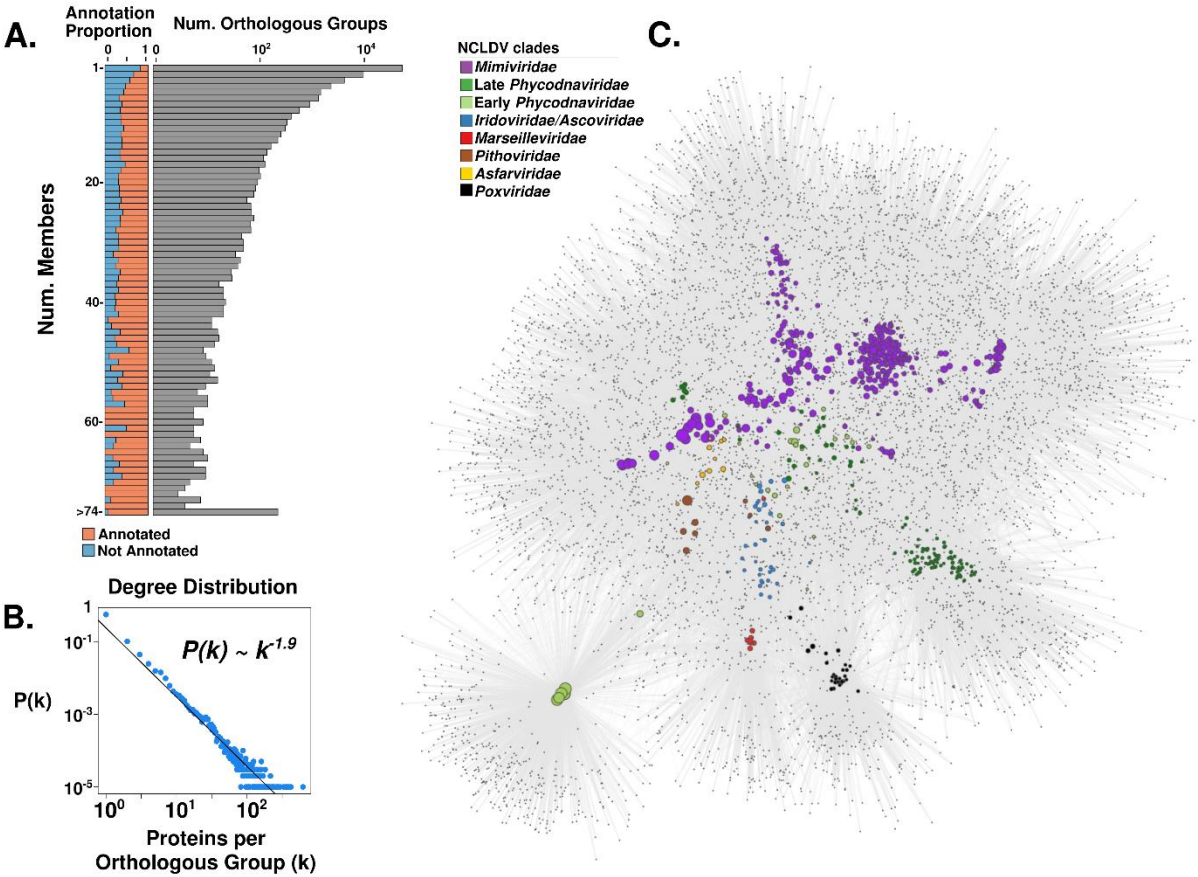 A.
Annotation
Proportion
Num. Orthologous Groups
0 1 0 10² 10⁴
Num. Members
1-
20-
40-
60-
>74-
Annotated
Not Annotated
B.
Degree Distribution
P(k) ~ k^-1.9
P(k)
1
10⁻¹
10⁻³
10⁻⁵
10⁰ 10¹ 10²
Proteins per
Orthologous Group (k)
C.
NCLDV clades
Mimiviridae
Late Phycodnaviridae
Early Phycodnaviridae
Iridoviridae/Ascoviridae
Marseilleviridae
Pithoviridae
Asfarviridae
Poxviridae